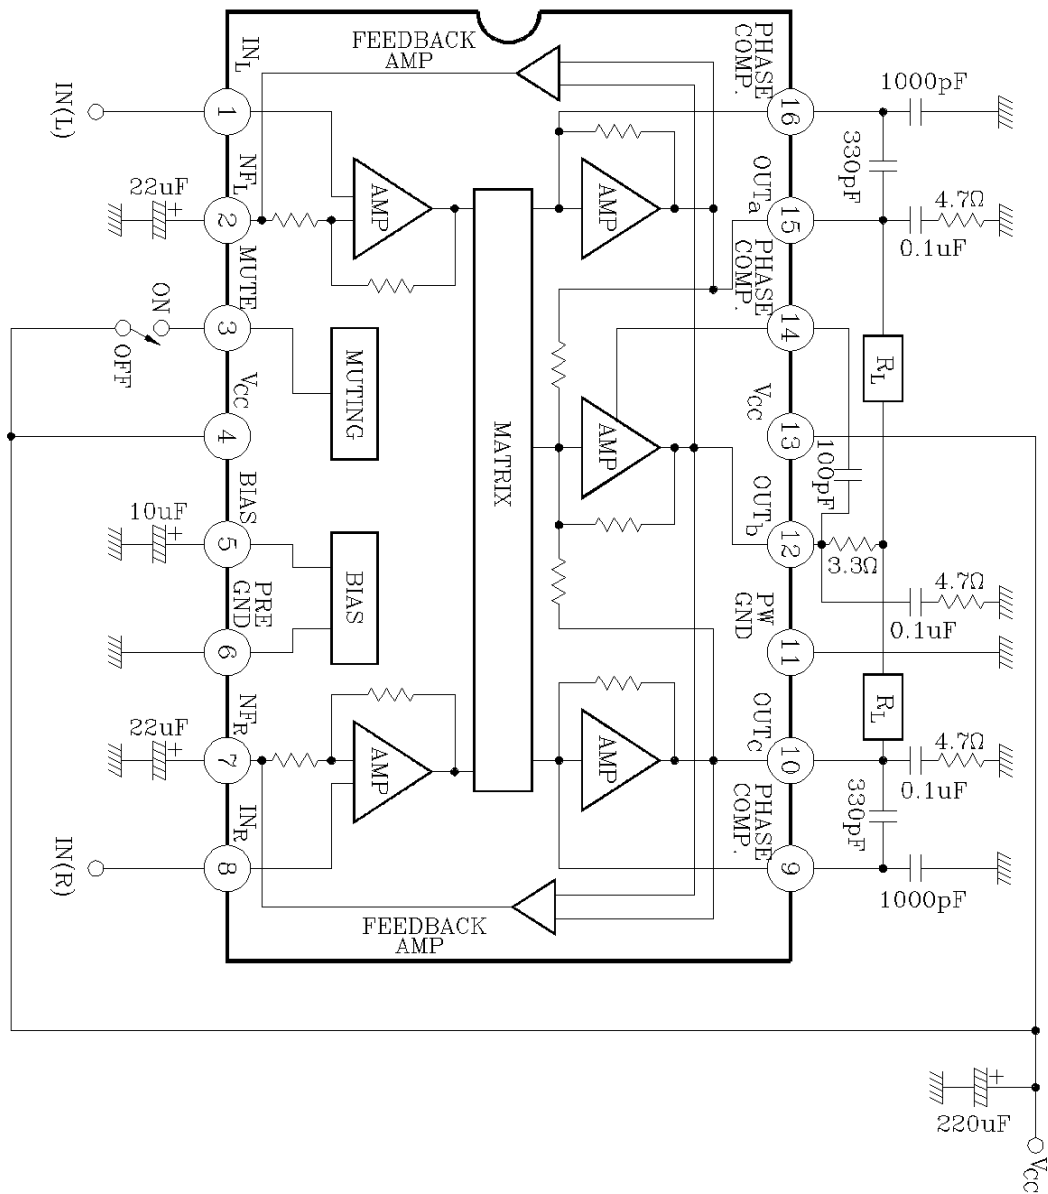 FEEDBACK
AMP
IN_L
IN(L)
1
22uF
NF_L
2
MUTE
ON
OFF
3
V_CC
4
BIAS
10uF
5
PRE
GND
6
NF_R
22uF
7
IN_R
IN(R)
8
AMP
MUTING
BIAS
AMP
MATRIX
AMP
AMP
AMP
FEEDBACK
AMP
PHASE
COMP.
16
1000pF
330pF
OUT_a
15
4.7Ω
0.1uF
PHASE
COMP.
14
R_L
V_CC
13
100pF
OUT_b
12
3.3Ω
4.7Ω
0.1uF
PW
GND
11
R_L
OUT_C
10
4.7Ω
0.1uF
330pF
PHASE
COMP.
9
1000pF
220uF
V_CC